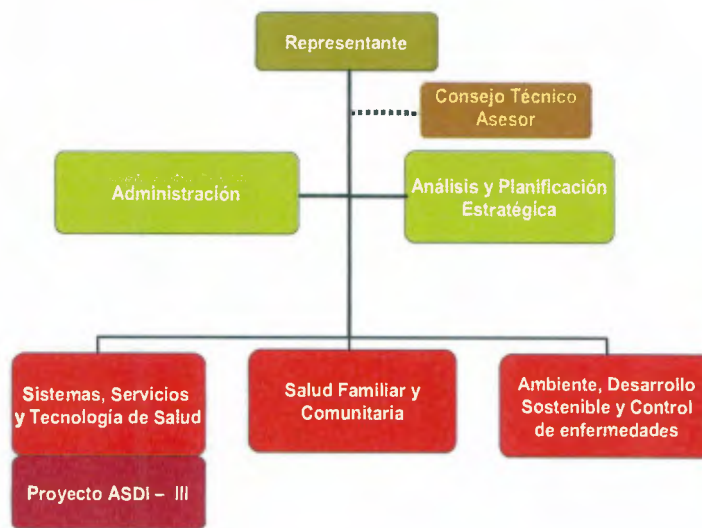 Representante
Consejo Técnico
Asesor
Administración
Análisis y Planificación
Estratégica
Sistemas, Servicios
y Tecnología de Salud
Salud Familiar y
Comunitaria
Ambiente, Desarrollo
Sostenible y Control
de enfermedades
Proyecto ASDI – III